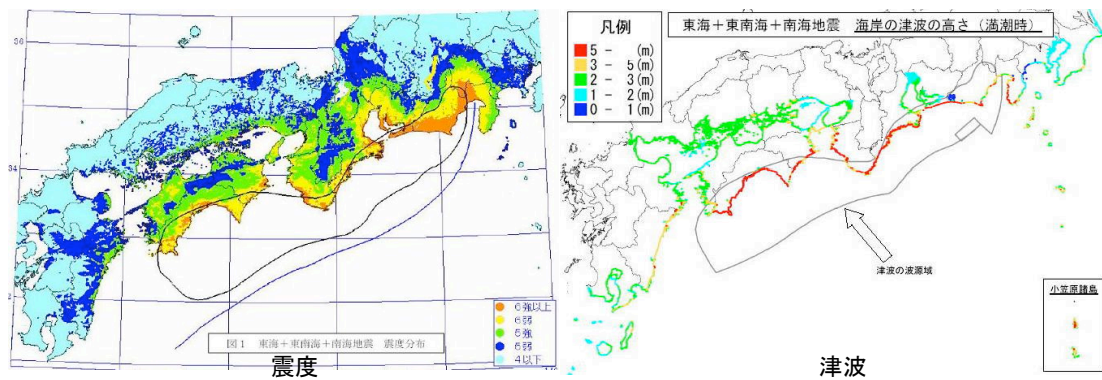 36
34
6強以上
6弱
5強
5弱
4以下
図1 東海+東南海+南海地震 震度分布
震度
凡例
5 - (m)
3 - 5(m)
2 - 3(m)
1 - 2(m)
0 - 1(m)
東海+東南海+南海地震 海岸の津波の高さ(満潮時)
津波の波源域
小笠原諸島
津波